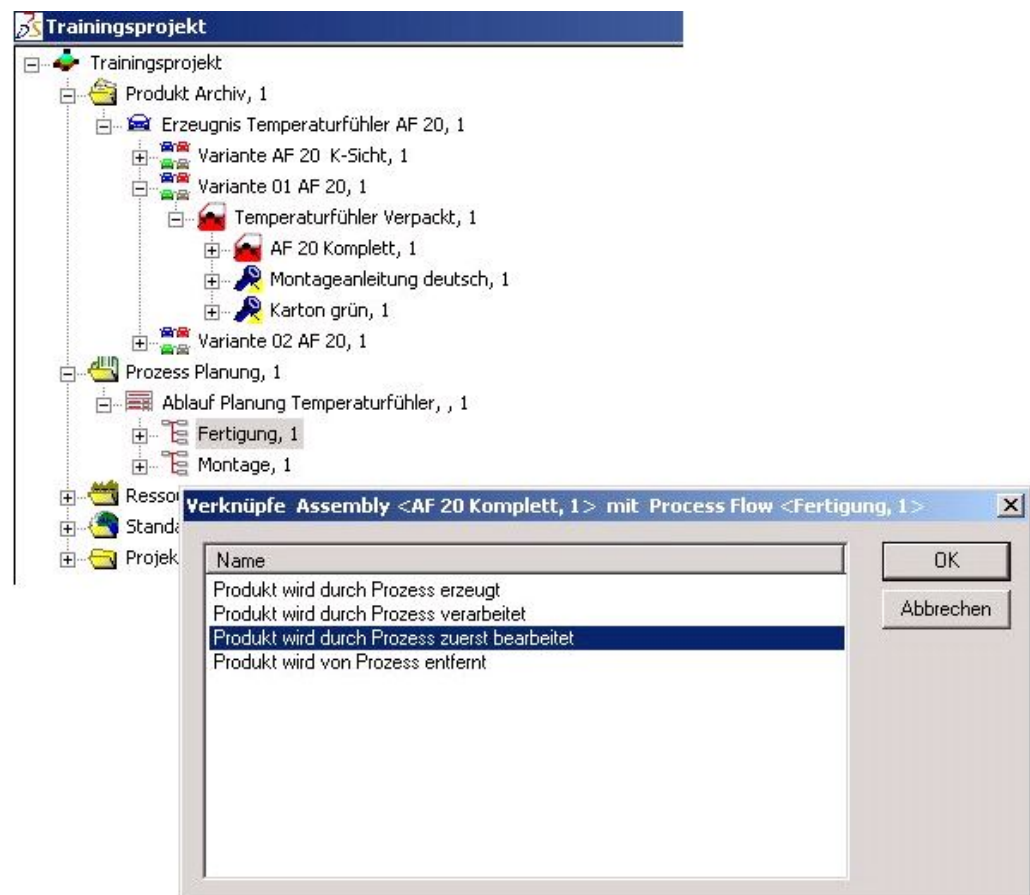 Trainingsprojekt
Trainingsprojekt
Produkt Archiv, 1
Erzeugnis Temperaturfühler AF 20, 1
Variante AF 20 K-Sicht, 1
Variante 01 AF 20, 1
Temperaturfühler Verpackt, 1
AF 20 Komplett, 1
Montageanleitung deutsch, 1
Karton grün, 1
Variante 02 AF 20, 1
Prozess Planung, 1
Ablauf Planung Temperaturfühler, , 1
Fertigung, 1
Montage, 1
Resso
Standa
Projek
Verknüpfe Assembly <AF 20 Komplett, 1> mit Process Flow <Fertigung, 1>
Name
OK
Produkt wird durch Prozess erzeugt
Produkt wird durch Prozess verarbeitet
Abbrechen
Produkt wird durch Prozess zuerst bearbeitet
Produkt wird von Prozess entfernt